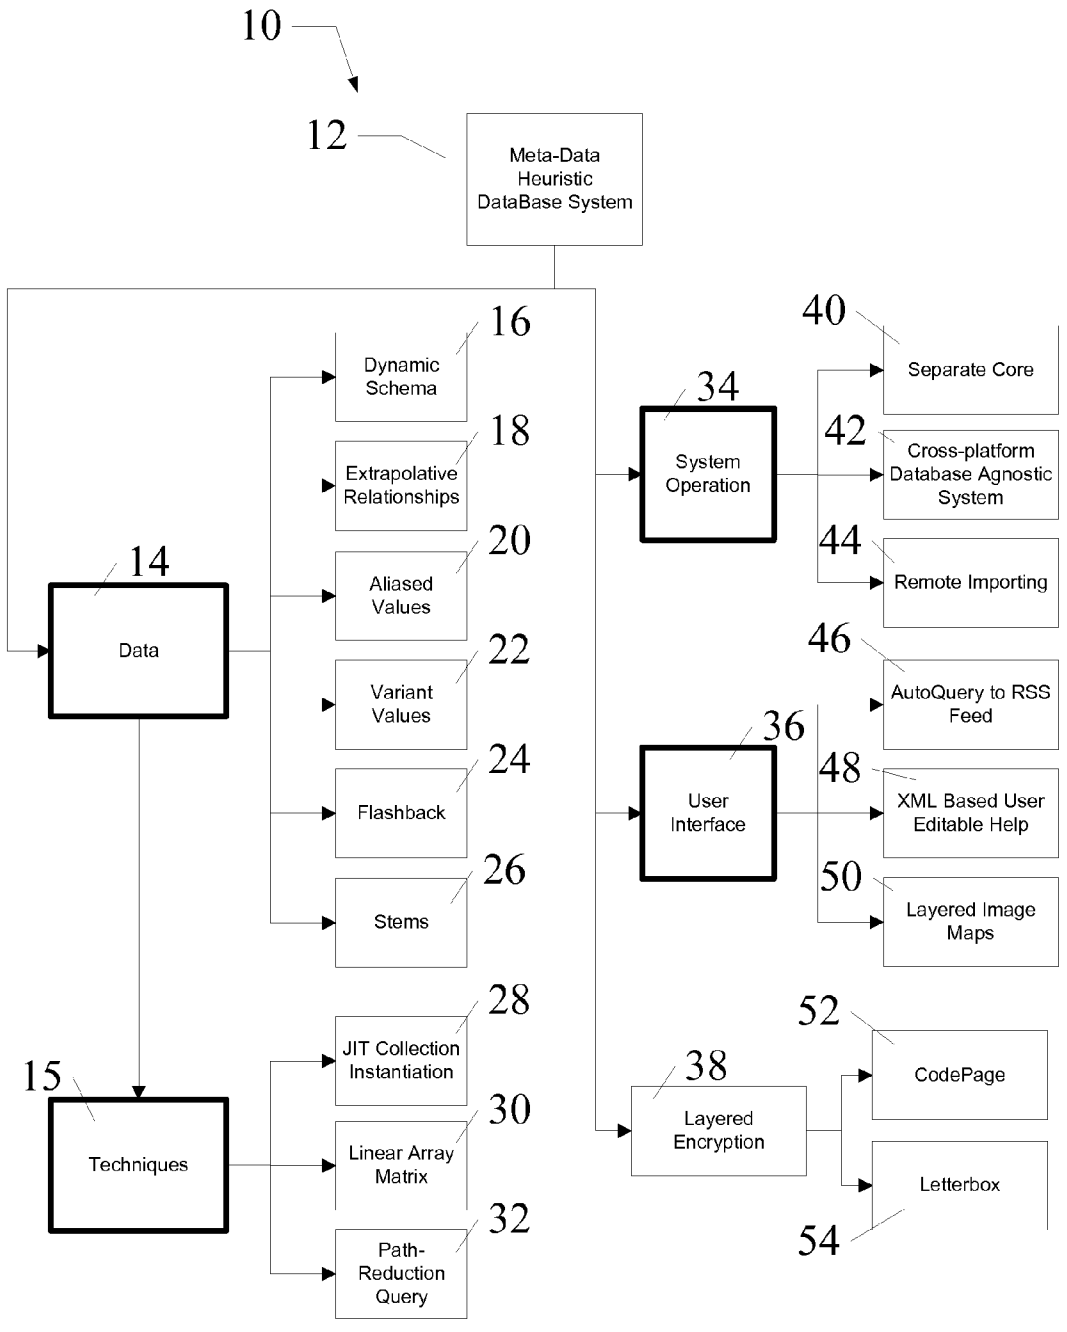 10
12
Meta-Data
Heuristic
DataBase System
16
Dynamic
Schema
18
Extrapolative
Relationships
20
Aliased
Values
14
Data
22
Variant
Values
24
Flashback
26
Stems
28
JIT Collection
Instantiation
15
Techniques
30
Linear Array
Matrix
32
Path-
Reduction
Query
34
System
Operation
40
Separate Core
42
Cross-platform
Database Agnostic
System
44
Remote Importing
36
User
Interface
46
AutoQuery to RSS
Feed
48
XML Based User
Editable Help
50
Layered Image
Maps
38
Layered
Encryption
52
CodePage
Letterbox
54